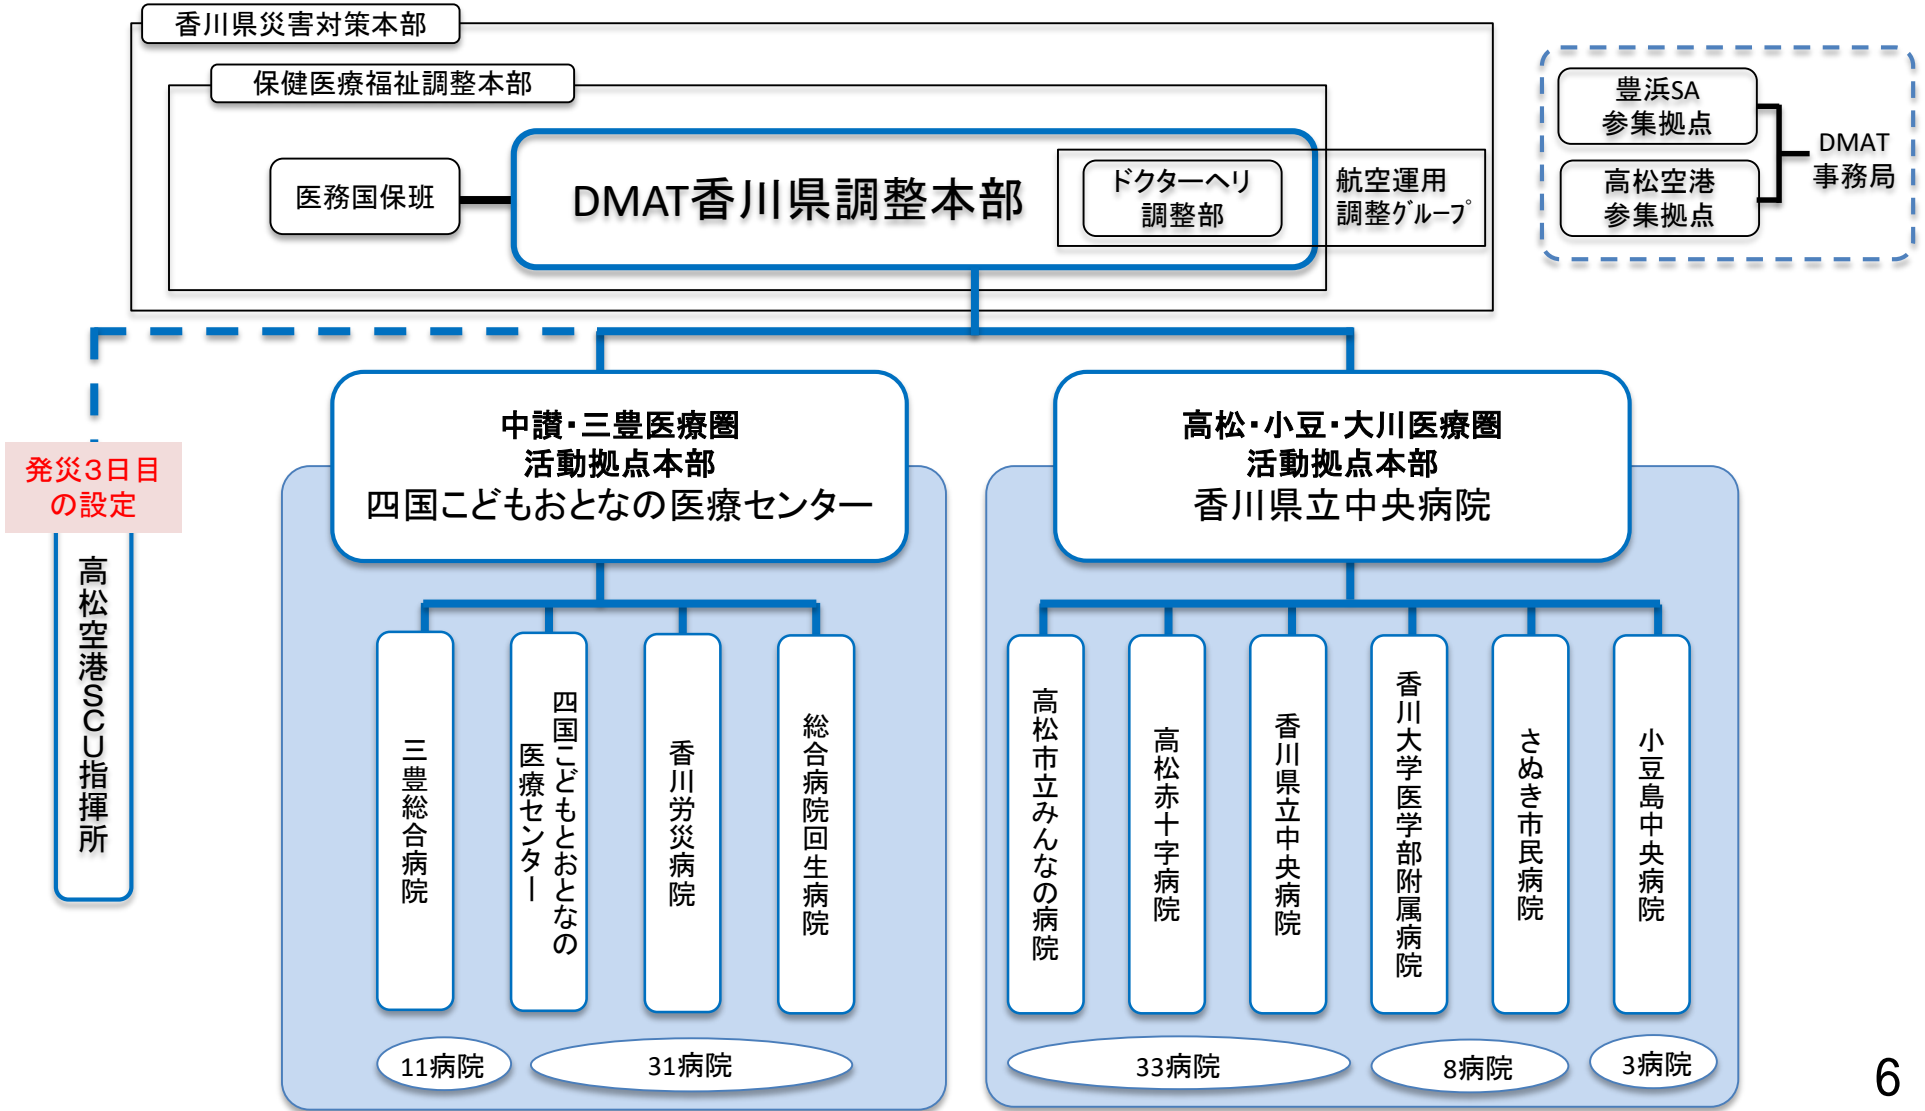 香川県災害対策本部
保健医療福祉調整本部
医務国保班
DMAT香川県調整本部
ドクターヘリ
調整部
航空運用
調整ｸﾞﾙｰﾌﾟ
豊浜SA
参集拠点
高松空港
参集拠点
DMAT
事務局
発災3日目
の設定
高松空港SCU指揮所
中讃・三豊医療圏
活動拠点本部
四国こどもおとなの医療センター
高松・小豆・大川医療圏
活動拠点本部
香川県立中央病院
三豊総合病院
四国こどもとおとなの
医療センター
香川労災病院
総合病院回生病院
高松市立みんなの病院
高松赤十字病院
香川県立中央病院
香川大学医学部附属病院
さぬき市民病院
小豆島中央病院
11病院
31病院
33病院
8病院
3病院
6